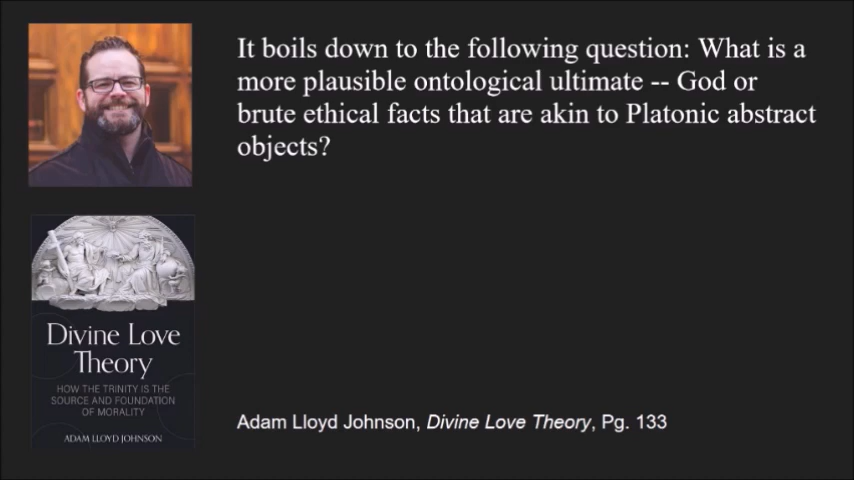 It boils down to the following question: What is a
more plausible ontological ultimate -- God or
brute ethical facts that are akin to Platonic abstract
objects?
Divine Love
Theory
HOW THE TRINITY IS THE
SOURCE AND FOUNDATION
OF MORALITY
ADAM LLOYD JOHNSON
Adam Lloyd Johnson, Divine Love Theory, Pg. 133